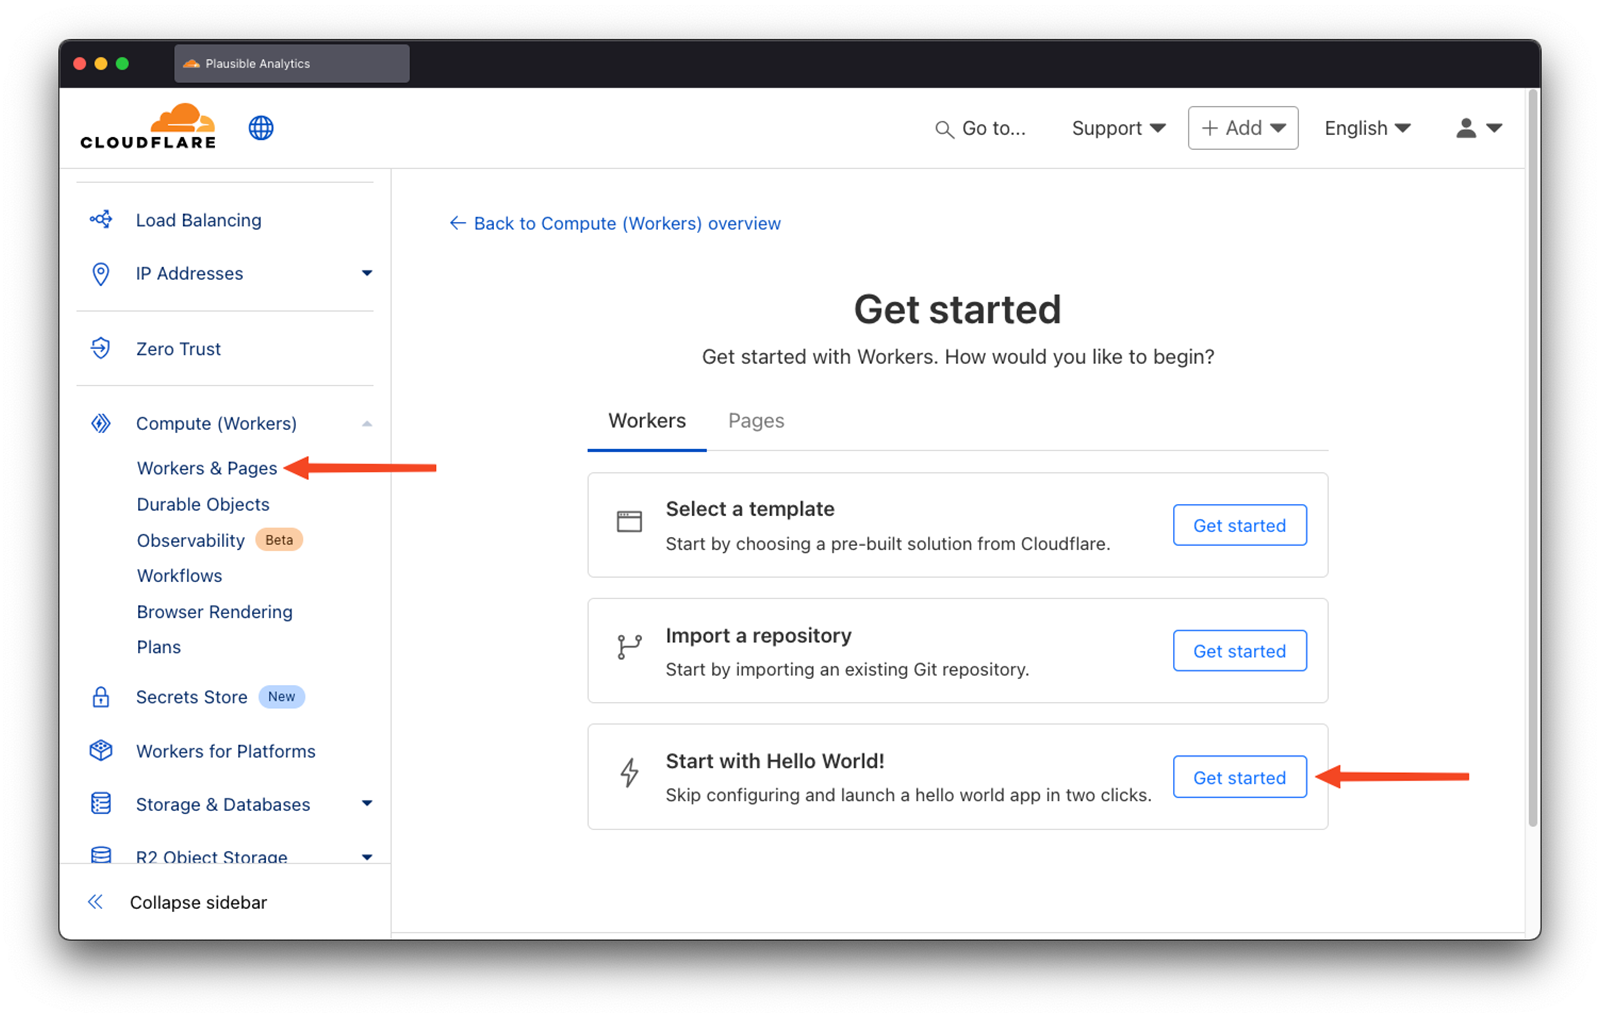 Plausible Analytics
CLOUDFLARE
Go to...
Support
+ Add
English
Load Balancing
IP Addresses
Zero Trust
Compute (Workers)
Workers & Pages
Durable Objects
Observability Beta
Workflows
Browser Rendering
Plans
Secrets Store New
Workers for Platforms
Storage & Databases
R2 Object Storage
Collapse sidebar
← Back to Compute (Workers) overview
Get started
Get started with Workers. How would you like to begin?
Workers Pages
Select a template
Start by choosing a pre-built solution from Cloudflare.
Get started
Import a repository
Start by importing an existing Git repository.
Get started
Start with Hello World!
Skip configuring and launch a hello world app in two clicks.
Get started